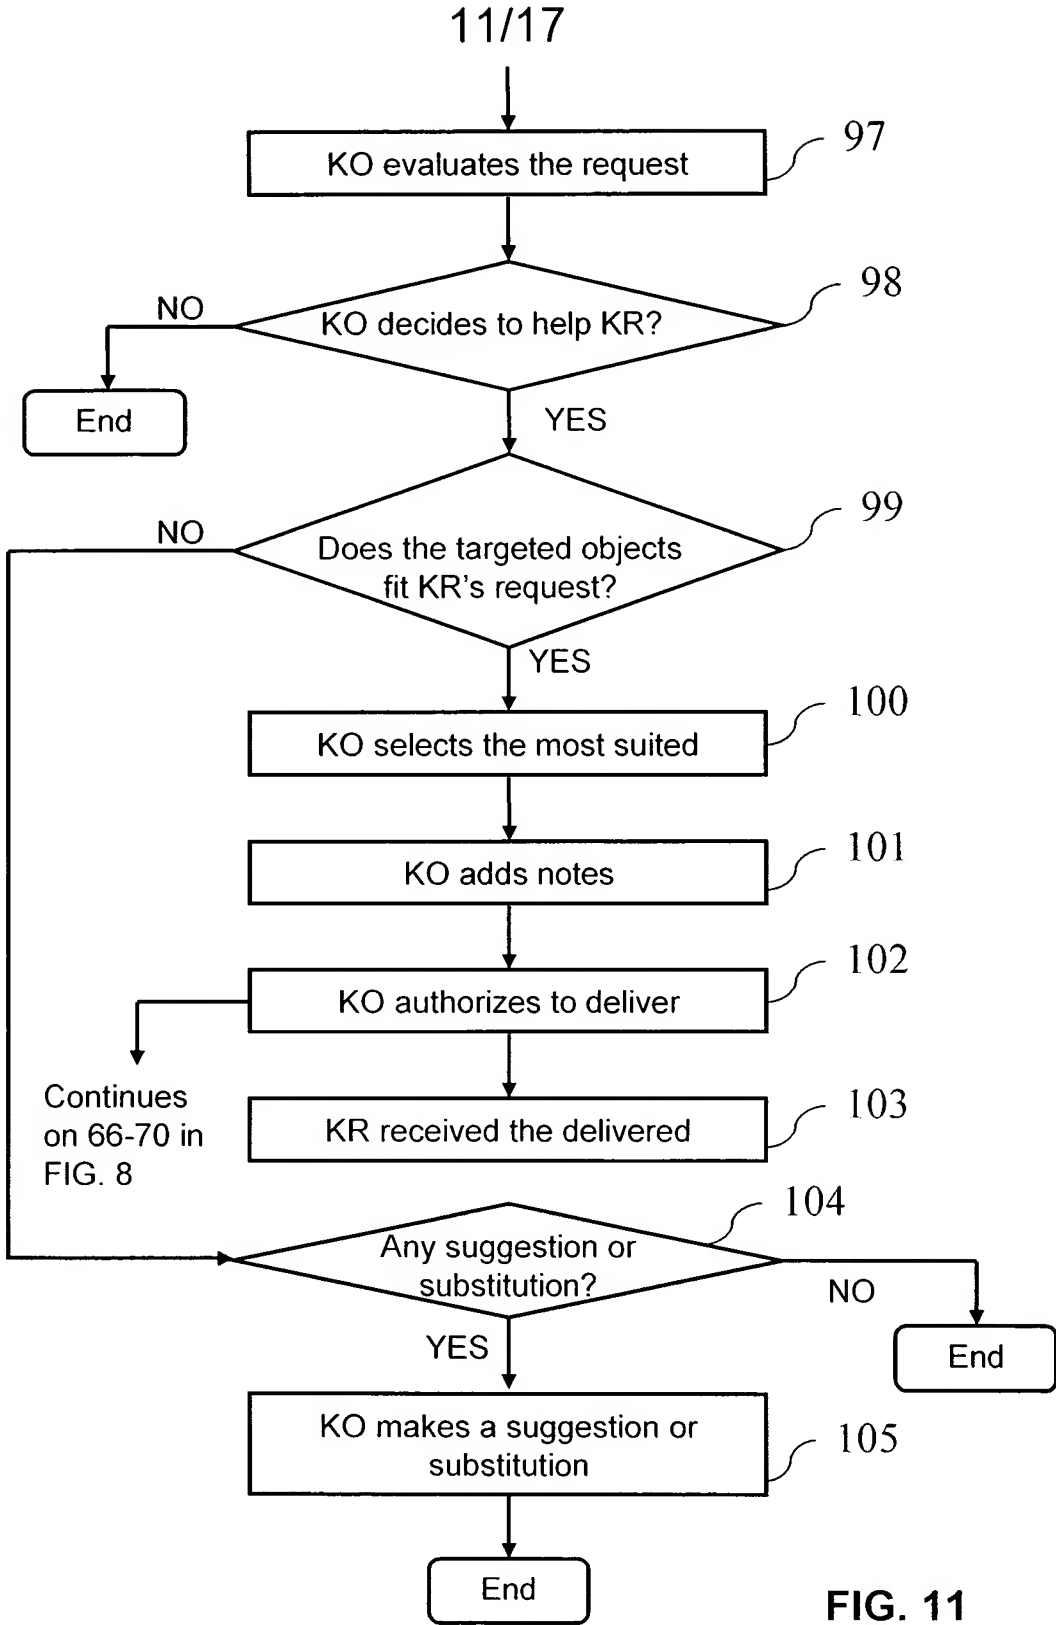 11/17
KO evaluates the request
97
KO decides to help KR?
98
NO
End
YES
Does the targeted objects
fit KR's request?
99
NO
YES
KO selects the most suited
100
KO adds notes
101
KO authorizes to deliver
102
Continues
on 66-70 in
FIG. 8
KR received the delivered
103
Any suggestion or
substitution?
104
NO
End
YES
KO makes a suggestion or
substitution
105
End
FIG. 11